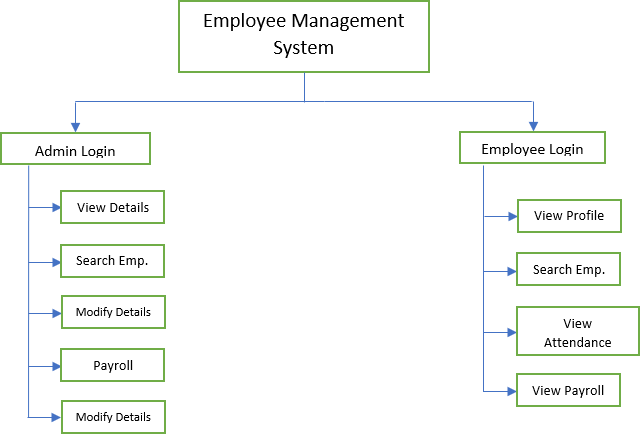 Employee Management
System
Admin Login
View Details
Search Emp.
Modify Details
Payroll
Modify Details
Employee Login
View Profile
Search Emp.
View
Attendance
View Payroll